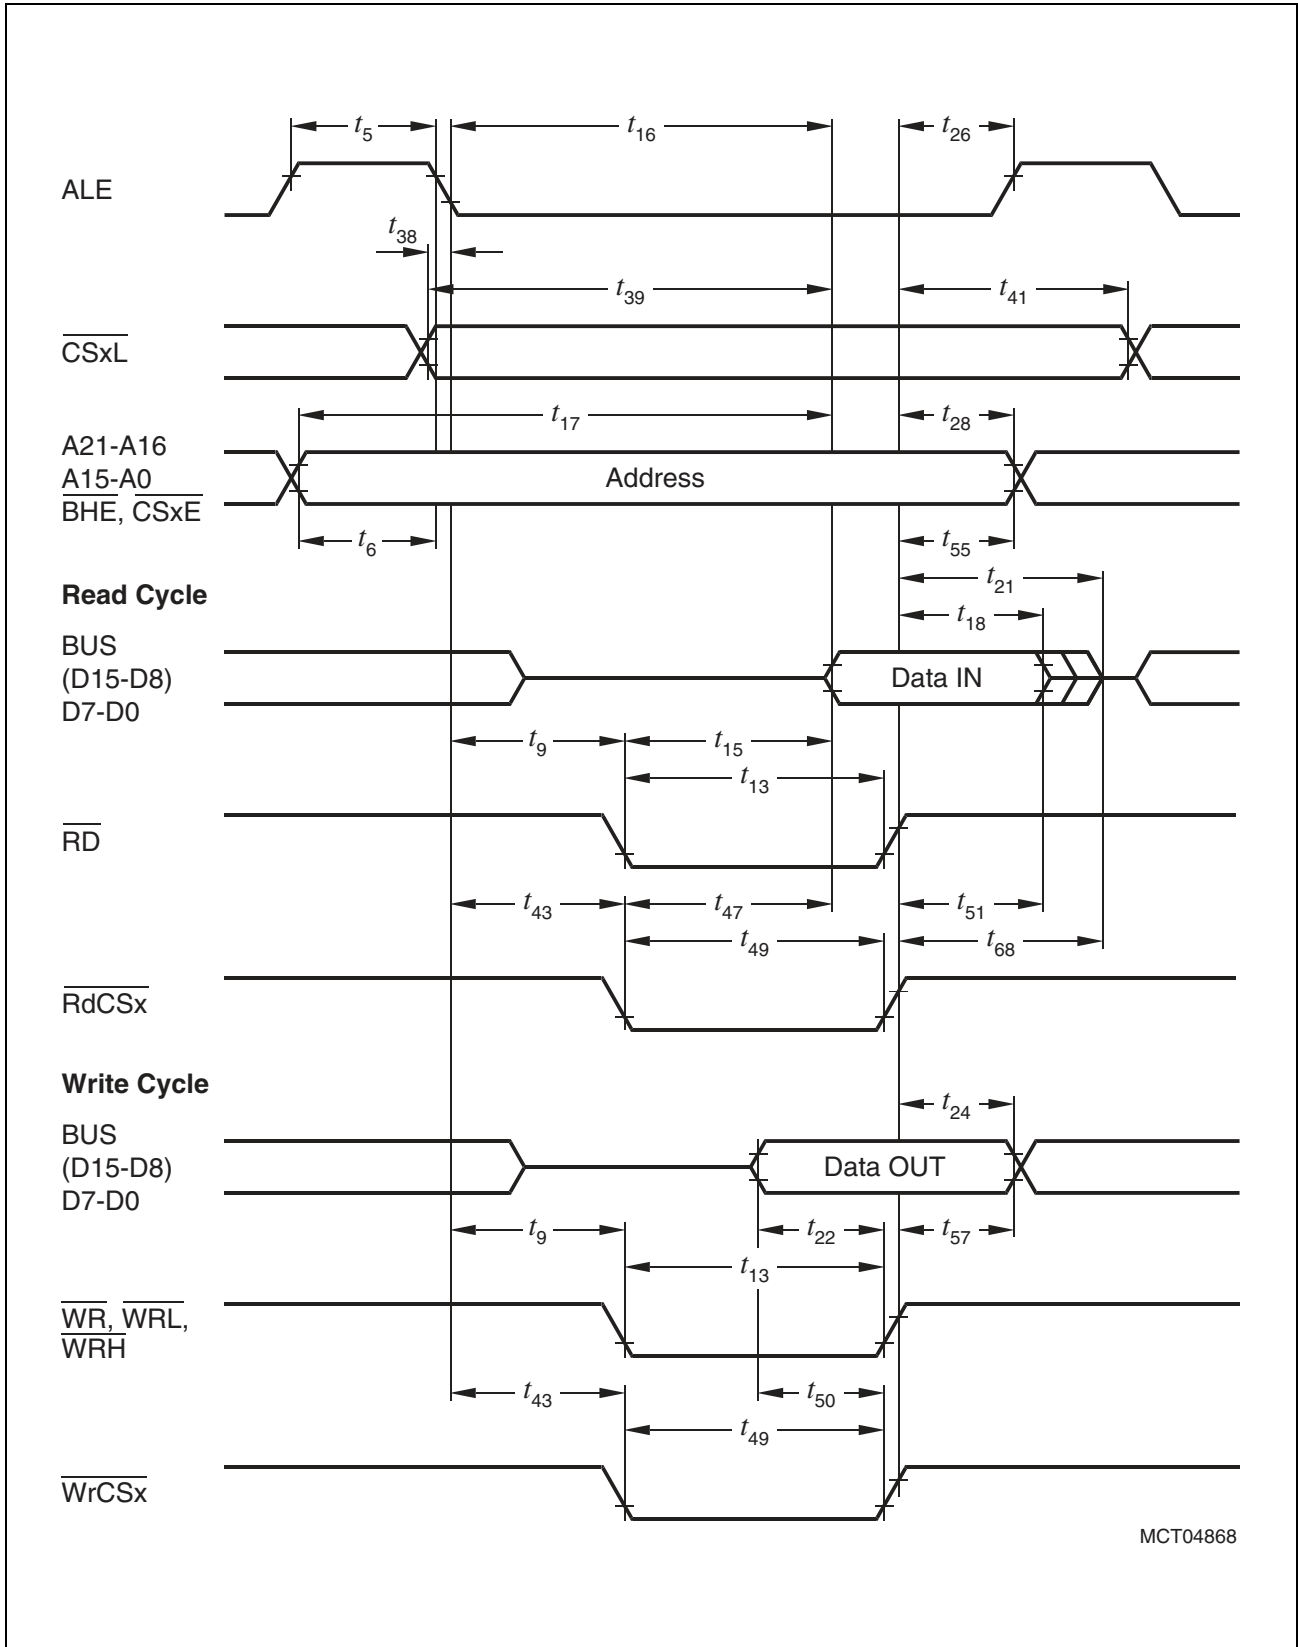 t5
t16
t26
ALE
t38
t39
t41
CSxL
t17
t28
A21-A16
A15-A0
BHE, CSxE
Address
t6
t55
t21
Read Cycle
t18
BUS
(D15-D8)
D7-D0
Data IN
t9
t15
t13
RD
t43
t47
t51
t49
t68
RdCSx
Write Cycle
t24
BUS
(D15-D8)
D7-D0
Data OUT
t9
t22
t57
t13
WR, WRL,
WRH
t43
t50
t49
WrCSx
MCT04868